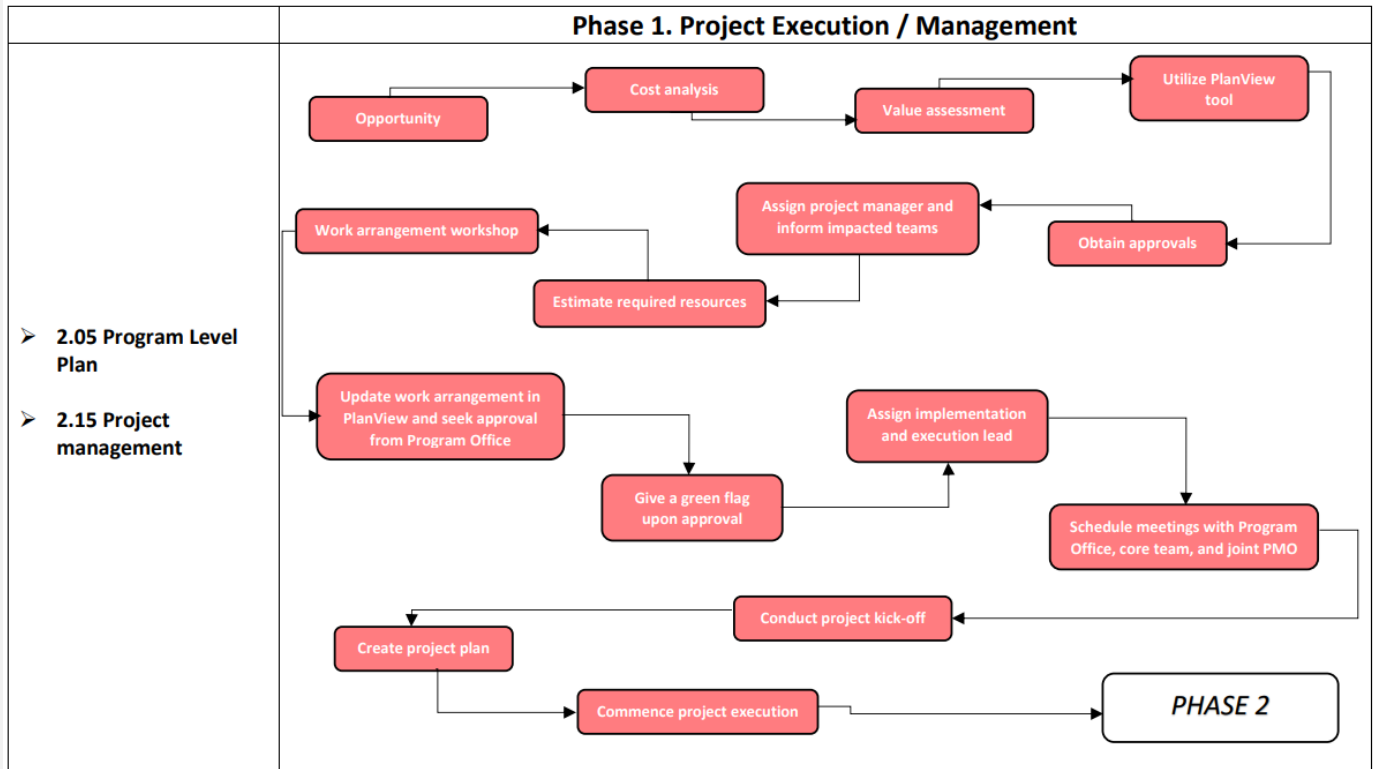 Phase 1. Project Execution / Management
➢ 2.05 Program Level
Plan
➢ 2.15 Project
management
Opportunity
Cost analysis
Value assessment
Utilize PlanView
tool
Obtain approvals
Assign project manager and
inform impacted teams
Estimate required resources
Work arrangement workshop
Update work arrangement in
PlanView and seek approval
from Program Office
Give a green flag
upon approval
Assign implementation
and execution lead
Schedule meetings with Program
Office, core team, and joint PMO
Conduct project kick-off
Create project plan
Commence project execution
PHASE 2